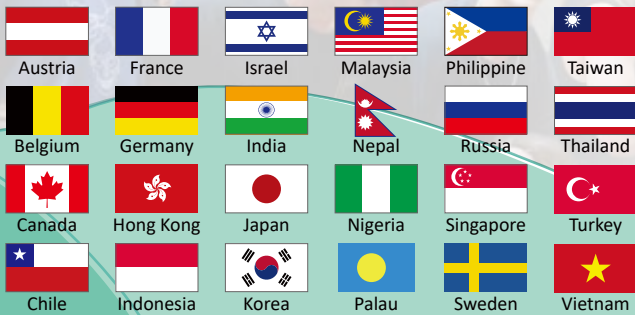 Austria France Israel Malaysia Philippine Taiwan
Belgium Germany India Nepal Russia Thailand
Canada Hong Kong Japan Nigeria Singapore Turkey
Chile Indonesia Korea Palau Sweden Vietnam